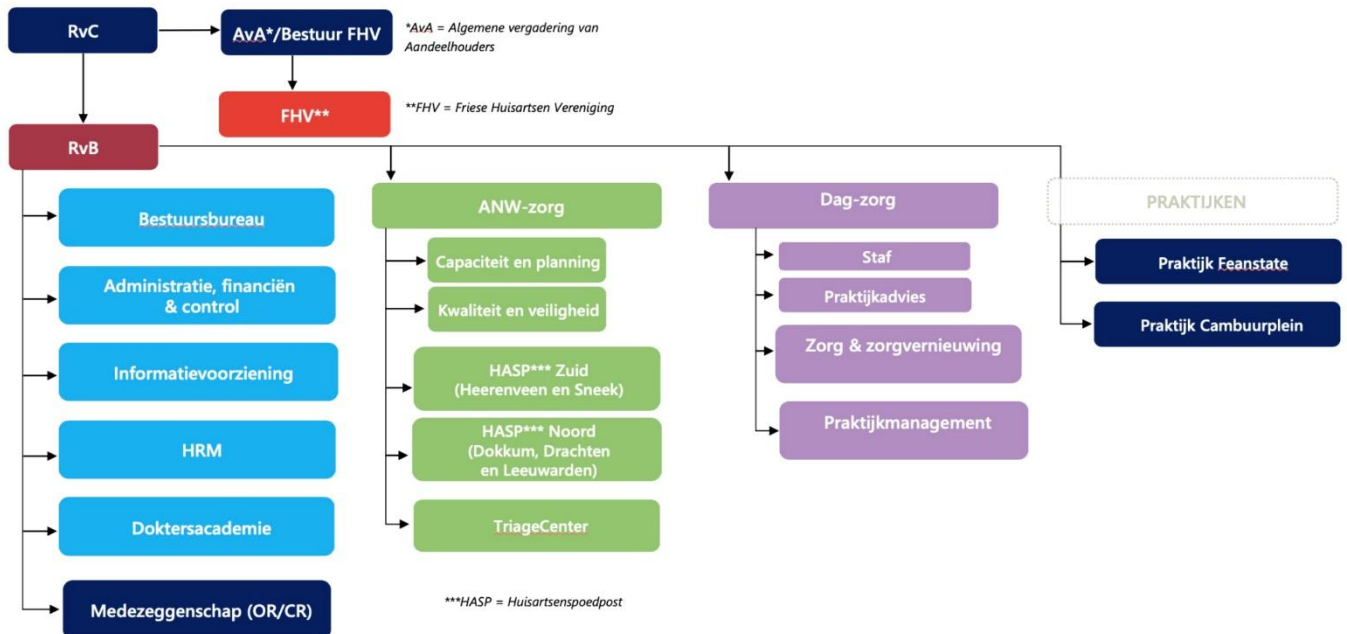 RvC
AvA*/Bestuur FHV
*AvA = Algemene vergadering van
Aandeelhouders
FHV**
**FHV = Friese Huisartsen Vereniging
RvB
Bestuursbureau
Administratie, financiën
& control
Informatievoorziening
HRM
Doktersacademie
Medezeggenschap (OR/CR)
ANW-zorg
Capaciteit en planning
Kwaliteit en veiligheid
HASP*** Zuid
(Heerenveen en Sneek)
HASP*** Noord
(Dokkum, Drachten
en Leeuwarden)
TriageCenter
***HASP = Huisartsenspoedpost
Dag-zorg
Staf
Praktijkadvies
Zorg & zorgvernieuwing
Praktijkmanagement
PRAKTIJKEN
Praktijk Feanstate
Praktijk Cambuurplein